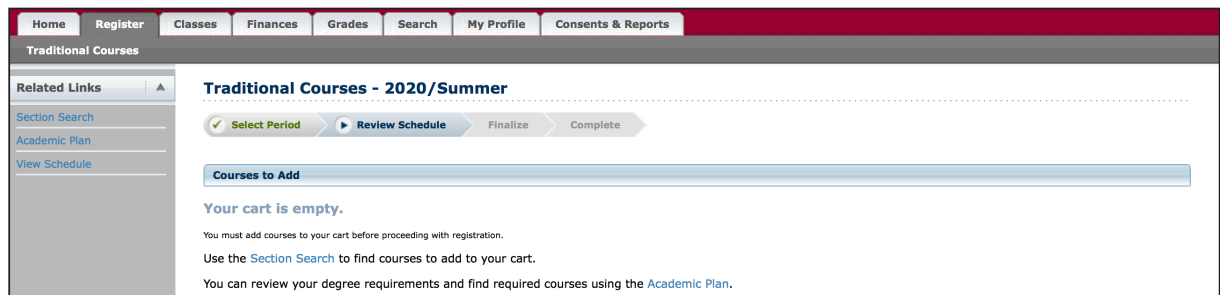 Home Register Classes Finances Grades Search My Profile Consents & Reports
Traditional Courses
Related Links
Section Search
Academic Plan
View Schedule
Traditional Courses - 2020/Summer
Select Period Review Schedule Finalize Complete
Courses to Add
Your cart is empty.
You must add courses to your cart before proceeding with registration.
Use the Section Search to find courses to add to your cart.
You can review your degree requirements and find required courses using the Academic Plan.